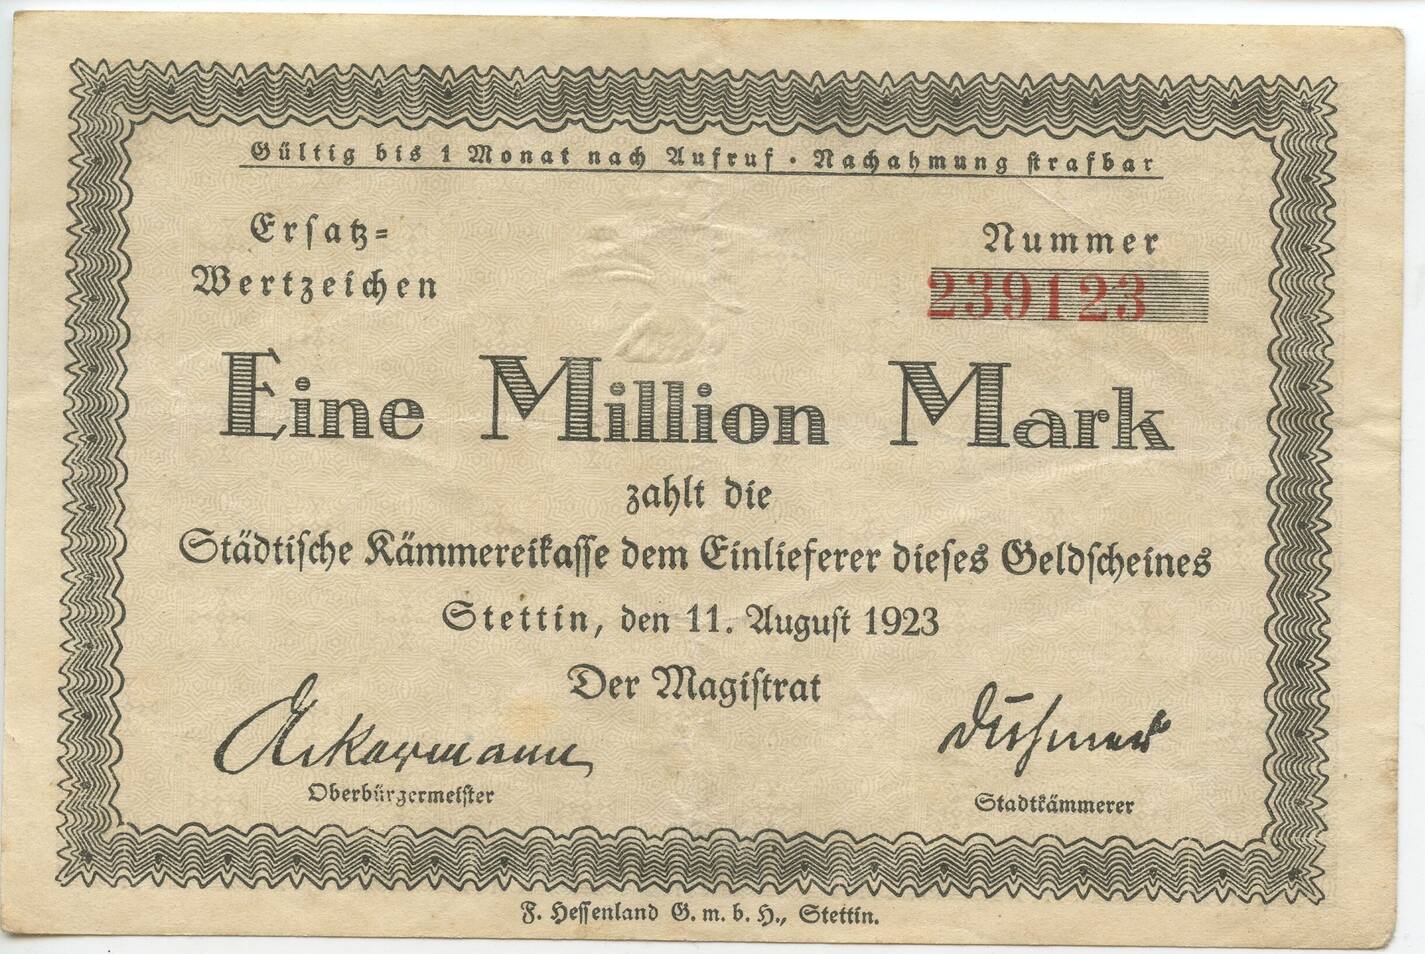 Gültig bis 1 Monat nach Aufruf · Nachahmung strafbar
Ersatz-
Wertzeichen
Nummer
239123
Eine Million Mark
zahlt die
Städtische Kämmereikasse dem Einlieferer dieses Geldscheines
Stettin, den 11. August 1923
Der Magistrat
Ackermann
Oberbürgermeister
Stadtkämmerer
F. Hessenland G. m. b. H., Stettin.